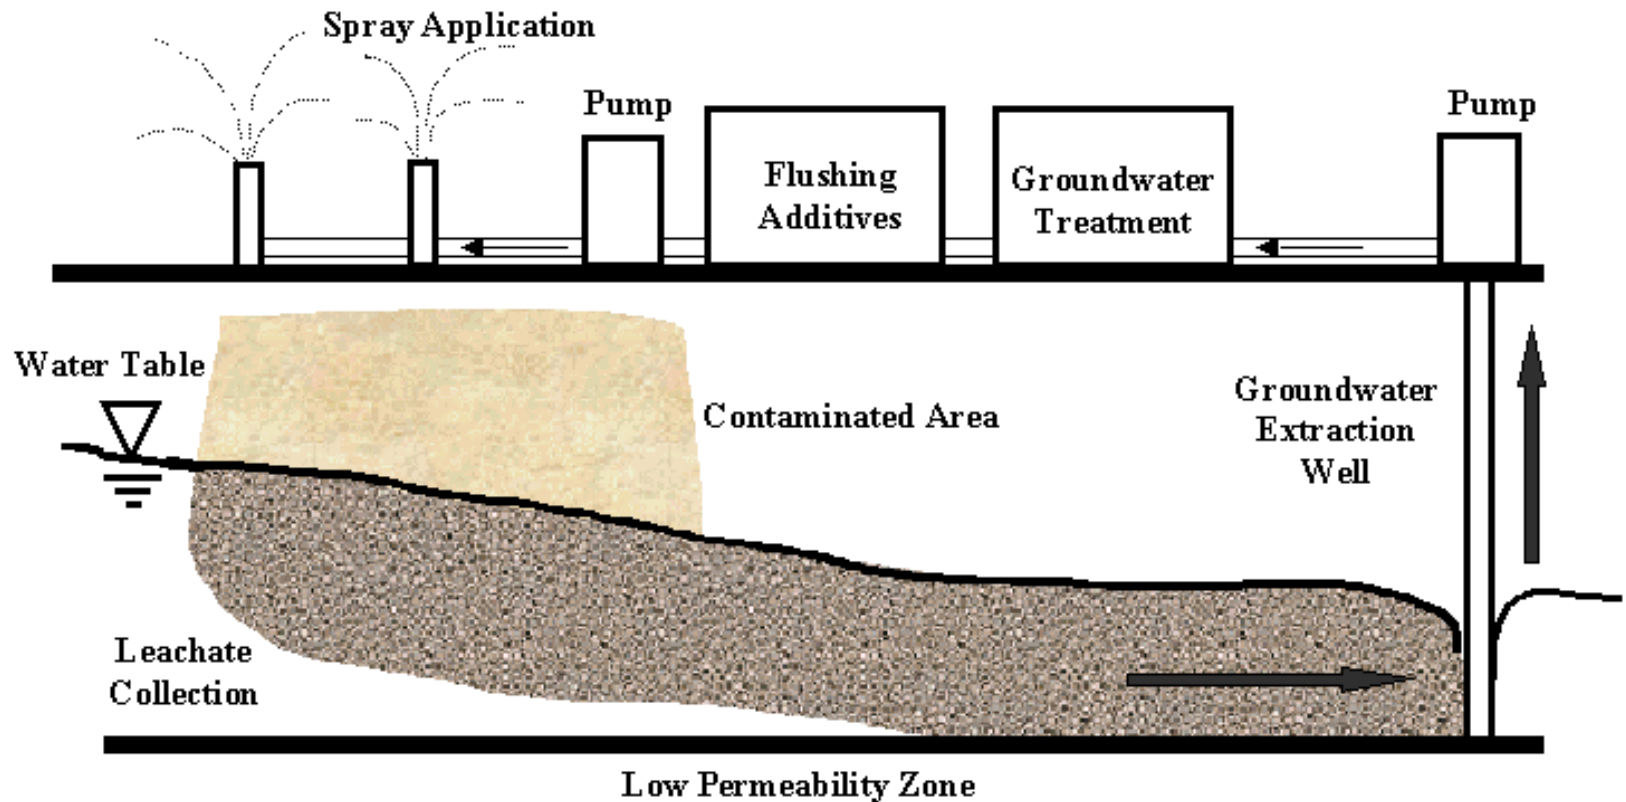 Spray Application
Pump
Pump
Flushing
Additives
Groundwater
Treatment
Water Table
Contaminated Area
Groundwater
Extraction
Well
Leachate
Collection
Low Permeability Zone